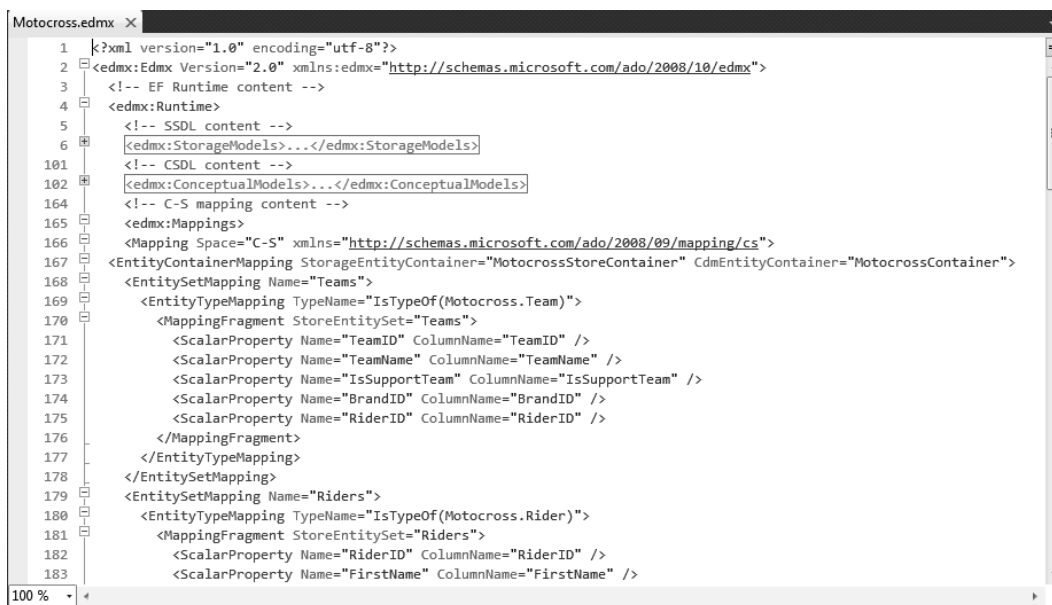 Motocross.edmx ×
1 <?xml version="1.0" encoding="utf-8"?>
2 <edmx:Edmx Version="2.0" xmlns:edmx="http://schemas.microsoft.com/ado/2008/10/edmx">
3 <!-- EF Runtime content -->
4 <edmx:Runtime>
5 <!-- SSDL content -->
6 <edmx:StorageModels>...</edmx:StorageModels>
101 <!-- CSDL content -->
102 <edmx:ConceptualModels>...</edmx:ConceptualModels>
164 <!-- C-S mapping content -->
165 <edmx:Mappings>
166 <Mapping Space="C-S" xmlns="http://schemas.microsoft.com/ado/2008/09/mapping/cs">
167 <EntityContainerMapping StorageEntityContainer="MotocrossStoreContainer" CdmEntityContainer="MotocrossContainer">
168 <EntitySetMapping Name="Teams">
169 <EntityTypeMapping TypeName="IsTypeOf(Motocross.Team)">
170 <MappingFragment StoreEntitySet="Teams">
171 <ScalarProperty Name="TeamID" ColumnName="TeamID" />
172 <ScalarProperty Name="TeamName" ColumnName="TeamName" />
173 <ScalarProperty Name="IsSupportTeam" ColumnName="IsSupportTeam" />
174 <ScalarProperty Name="BrandID" ColumnName="BrandID" />
175 <ScalarProperty Name="RiderID" ColumnName="RiderID" />
176 </MappingFragment>
177 </EntityTypeMapping>
178 </EntitySetMapping>
179 <EntitySetMapping Name="Riders">
180 <EntityTypeMapping TypeName="IsTypeOf(Motocross.Rider)">
181 <MappingFragment StoreEntitySet="Riders">
182 <ScalarProperty Name="RiderID" ColumnName="RiderID" />
183 <ScalarProperty Name="FirstName" ColumnName="FirstName" />
100 %